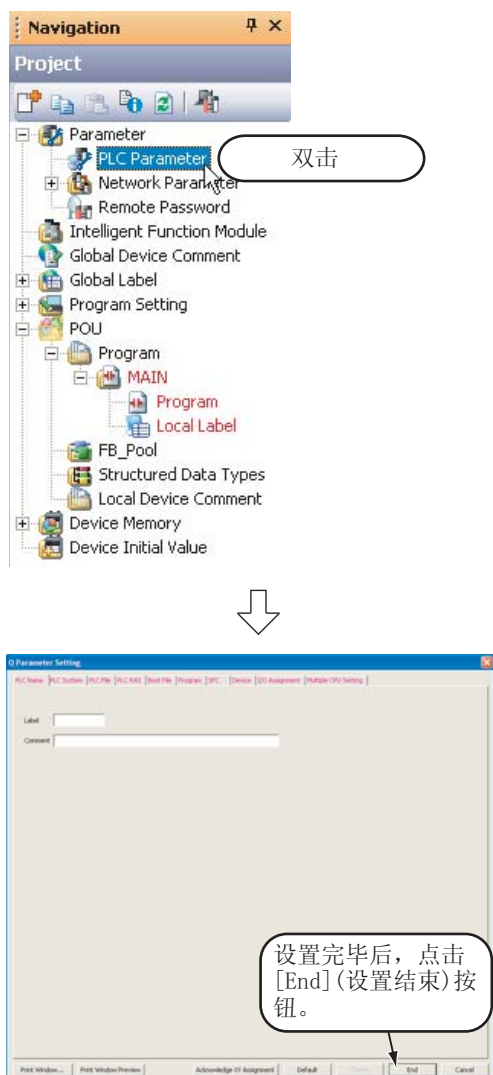 Navigation
Project
Parameter
PLC Parameter
双击
Network Parameter
Remote Password
Intelligent Function Module
Global Device Comment
Global Label
Program Setting
POU
Program
MAIN
Program
Local Label
FB_Pool
Structured Data Types
Local Device Comment
Device Memory
Device Initial Value
Q Parameter Setting
PLC Name PLC System PLC File PLC RAS Boot File Program SFC Device I/O Assignment Multiple CPU Setting
Label
Comment
设置完毕后，点击
[End](设置结束)按
钮。
Print Window... Print Window Preview Acknowledge XY Assignment Default End Cancel